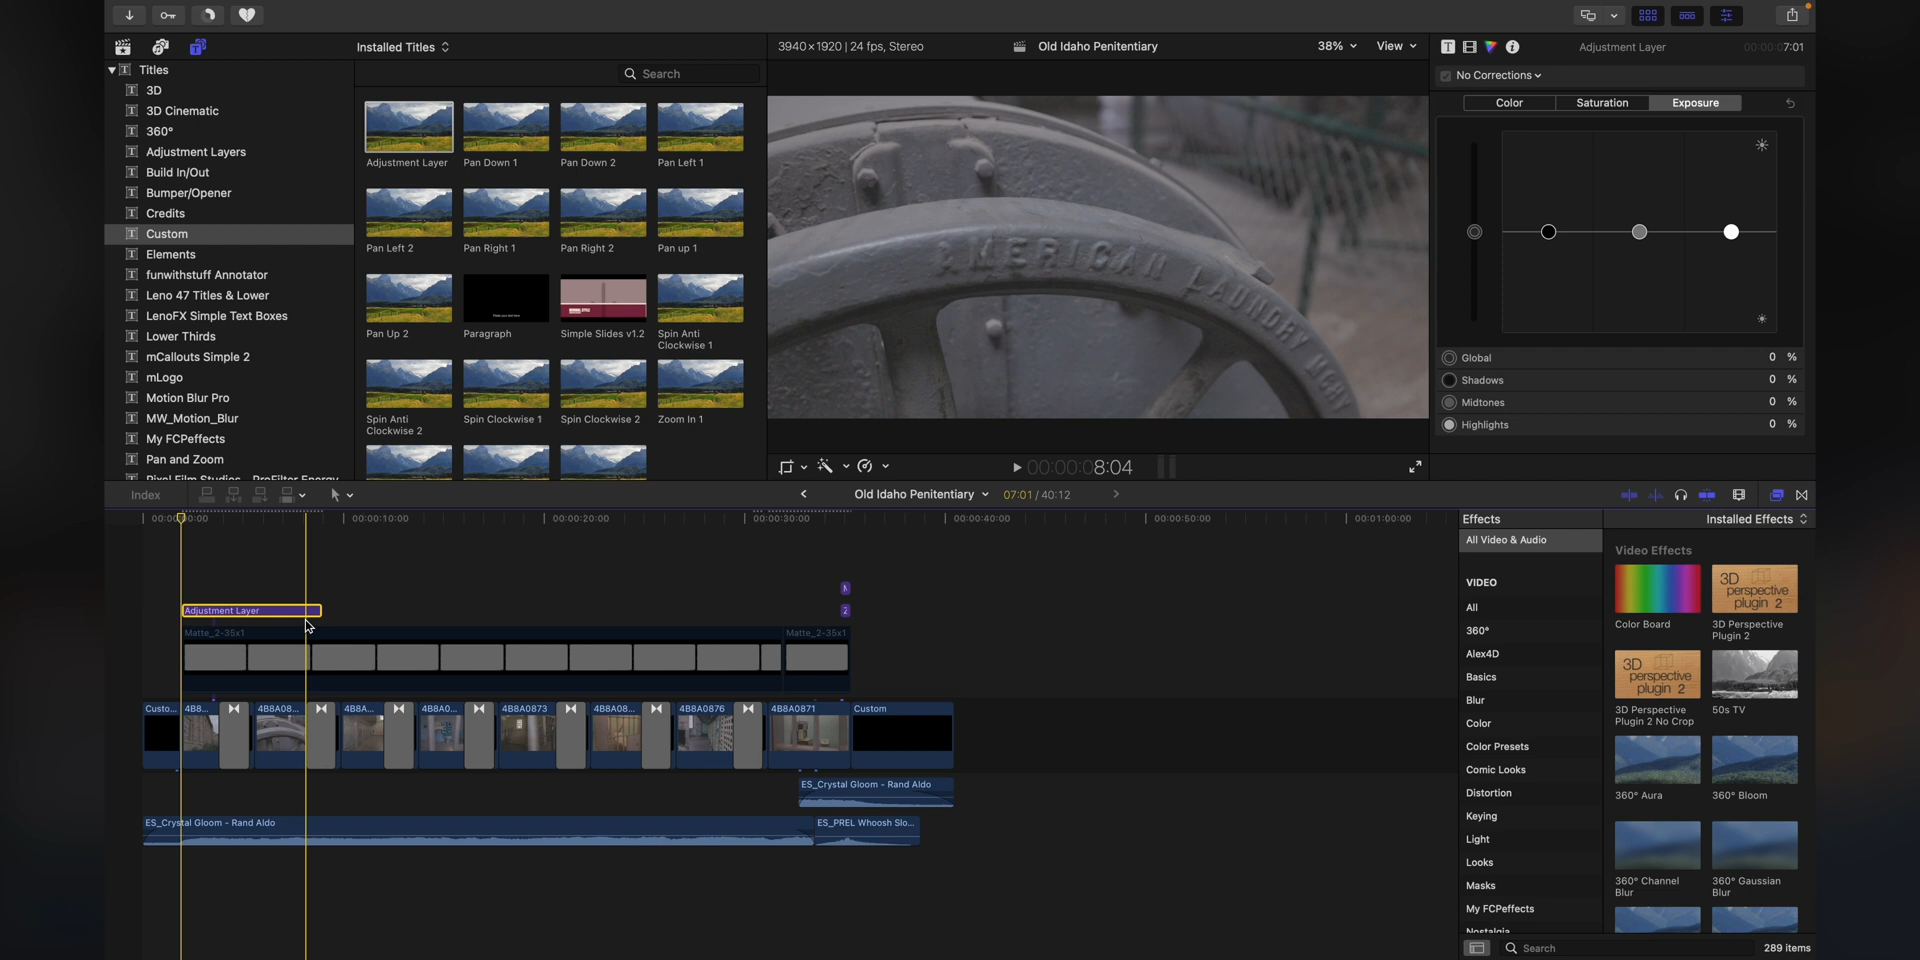 Installed Titles
3940×1920 | 24 fps, Stereo
Old Idaho Penitentiary
38%
View
Adjustment Layer
00:00:07:01
Titles
3D
3D Cinematic
360°
Adjustment Layers
Build In/Out
Bumper/Opener
Credits
Custom
Elements
funwithstuff Annotator
Leno 47 Titles & Lower
LenoFX Simple Text Boxes
Lower Thirds
mCallouts Simple 2
mLogo
Motion Blur Pro
MW_Motion_Blur
My FCPeffects
Pan and Zoom
Pixel Film Studios - ProFilter Energy
Search
Adjustment Layer
Pan Down 1
Pan Down 2
Pan Left 1
Pan Left 2
Pan Right 1
Pan Right 2
Pan up 1
Pan Up 2
Paragraph
Simple Slides v1.2
Spin Anti
Clockwise 1
Spin Anti
Clockwise 2
Spin Clockwise 1
Spin Clockwise 2
Zoom In 1
AMERICAN LAUNDRY MCHY
00:00:08:04
No Corrections
Color
Saturation
Exposure
Global 0 %
Shadows 0 %
Midtones 0 %
Highlights 0 %
Index
Old Idaho Penitentiary
07:01 / 40:12
00:00:00:00
00:00:10:00
00:00:20:00
00:00:30:00
00:00:40:00
00:00:50:00
00:01:00:00
Adjustment Layer
Matte_2-35x1
Matte_2-35x1
Custo...
4B8...
4B8A08...
4B8A...
4B8A0...
4B8A0873
4B8A08...
4B8A0876
4B8A0871
Custom
ES_Crystal Gloom - Rand Aldo
ES_Crystal Gloom - Rand Aldo
ES_PREL Whoosh Slo...
Effects
Installed Effects
All Video & Audio
VIDEO
All
360°
Alex4D
Basics
Blur
Color
Color Presets
Comic Looks
Distortion
Keying
Light
Looks
Masks
My FCPeffects
Nostalgia
Video Effects
3D
perspective
plugin 2
Color Board
3D Perspective
Plugin 2
3D
perspective
plugin 2
3D Perspective
Plugin 2 No Crop
50s TV
360° Aura
360° Bloom
360° Channel
Blur
360° Gaussian
Blur
Search
289 items